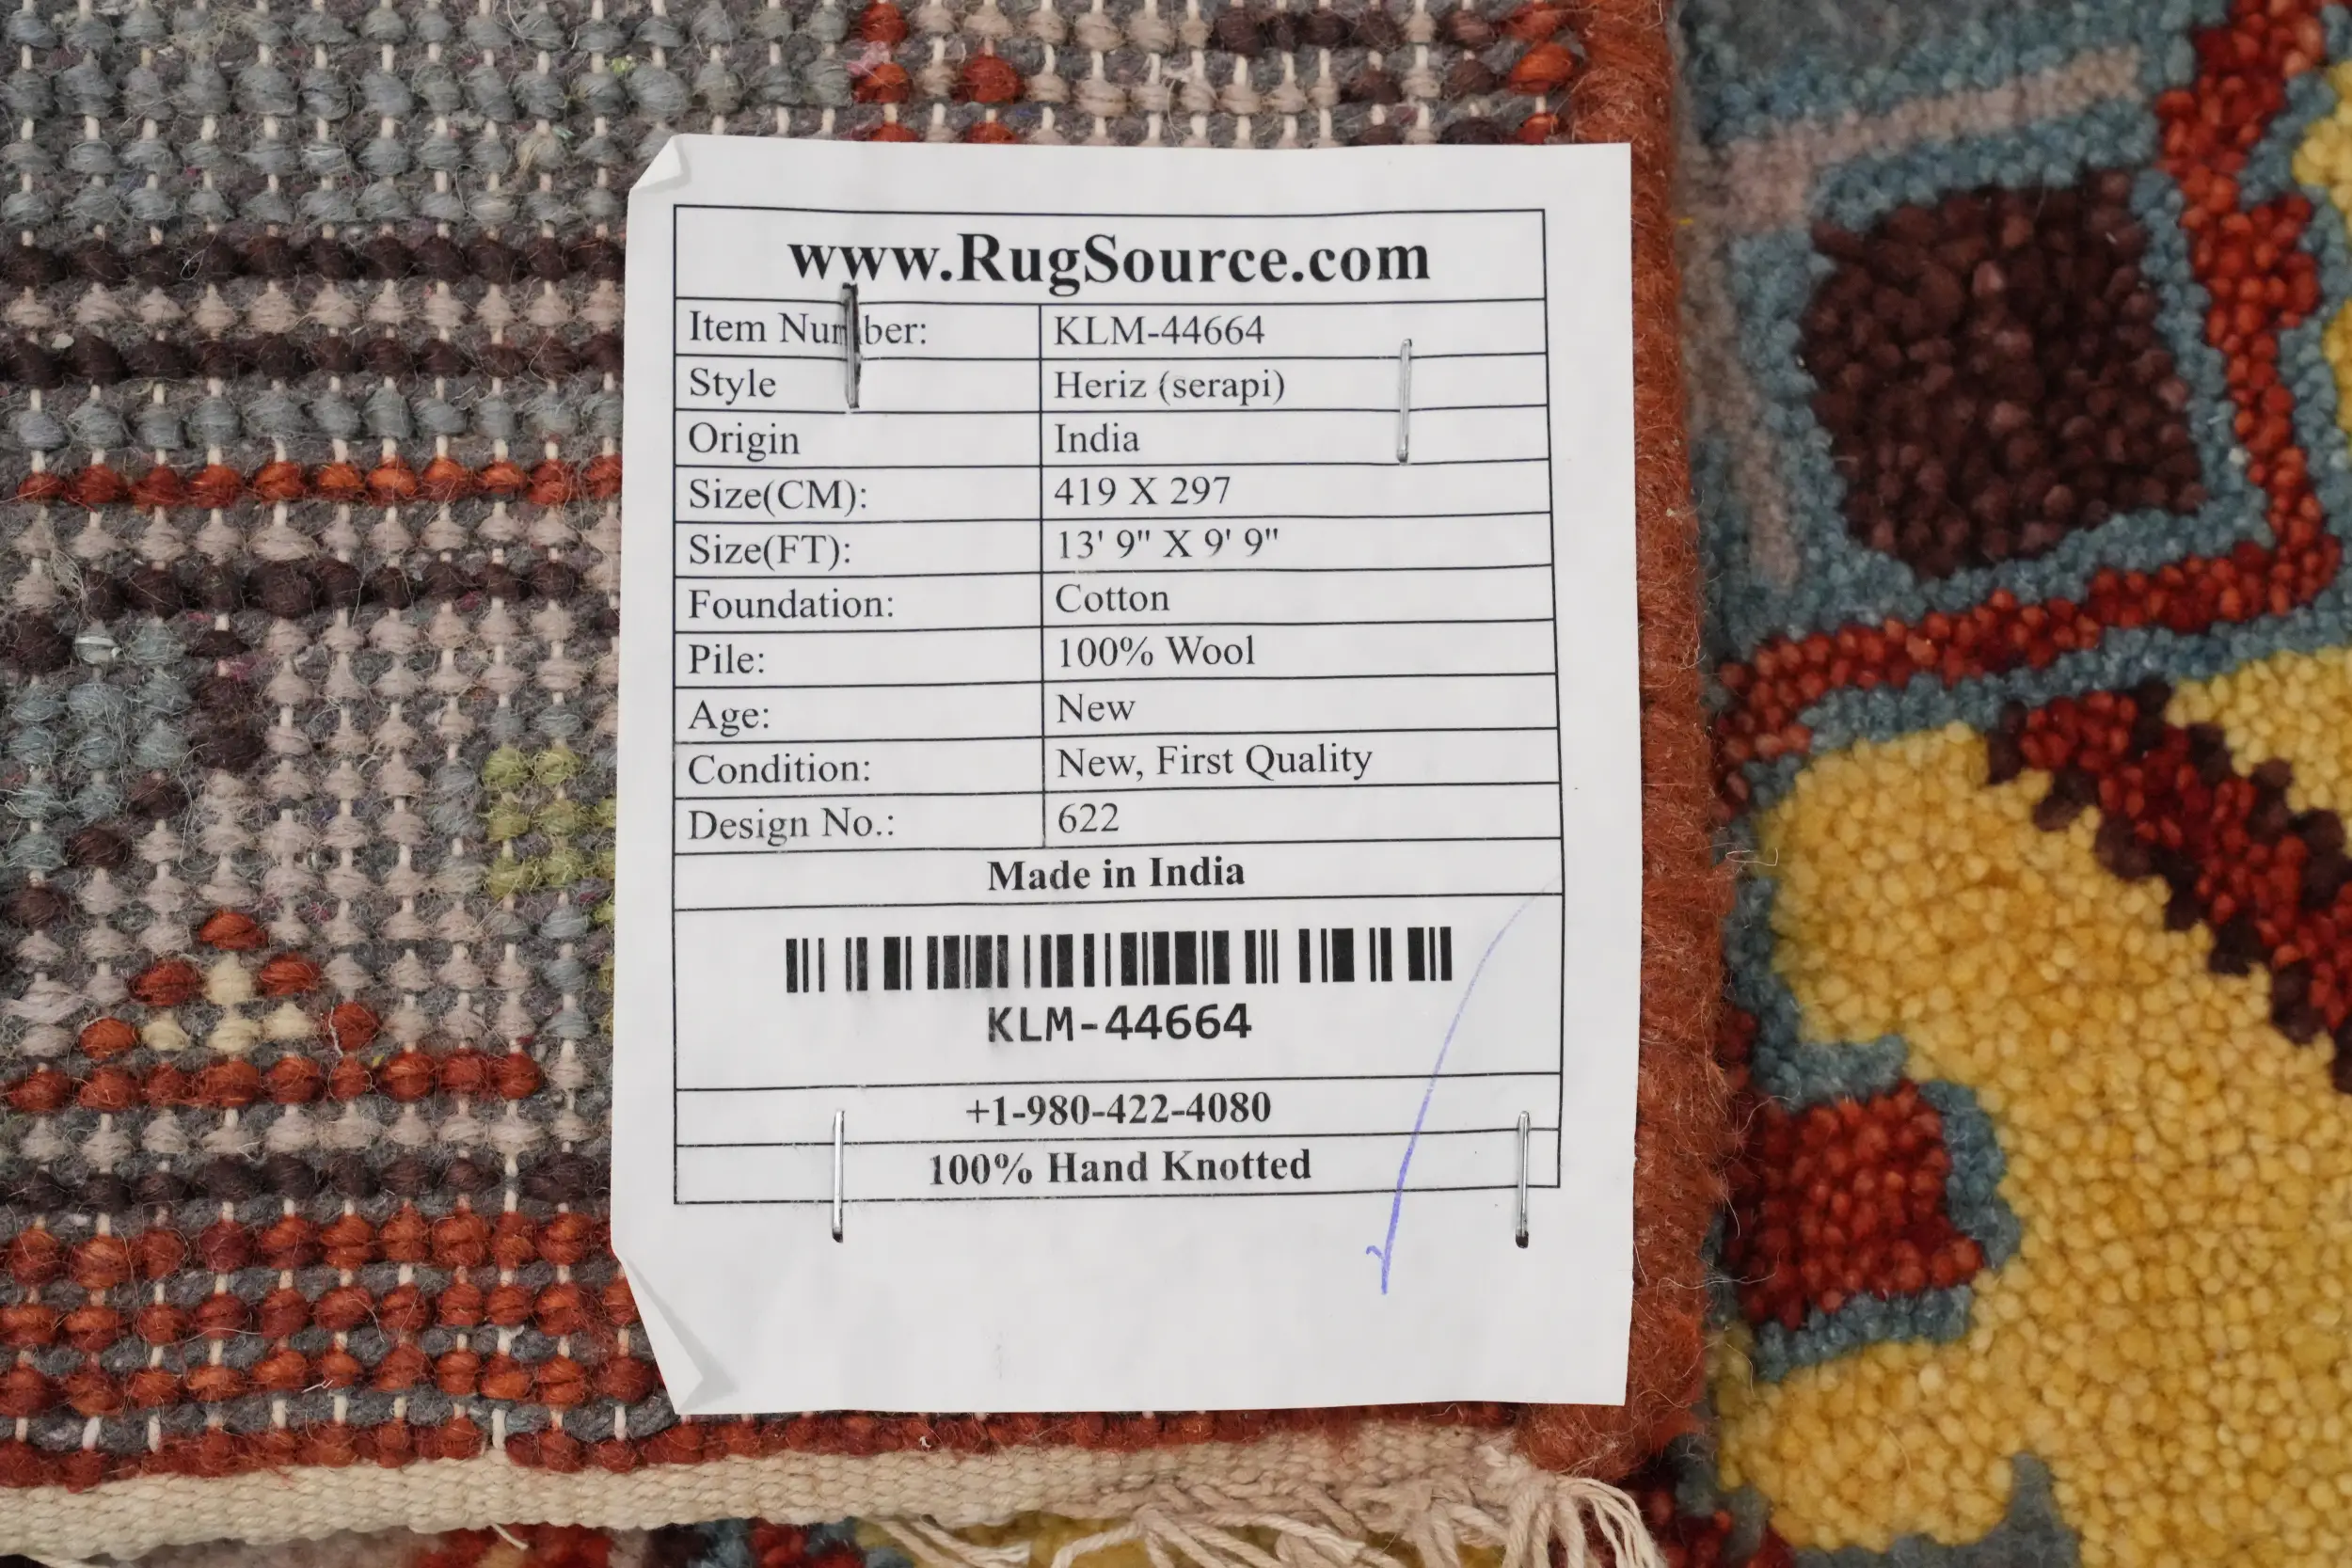 www.RugSource.com
Item Number: KLM-44664
Style Heriz (serapi)
Origin India
Size(CM): 419 X 297
Size(FT): 13' 9" X 9' 9"
Foundation: Cotton
Pile: 100% Wool
Age: New
Condition: New, First Quality
Design No.: 622
Made in India
KLM-44664
+1-980-422-4080
100% Hand Knotted